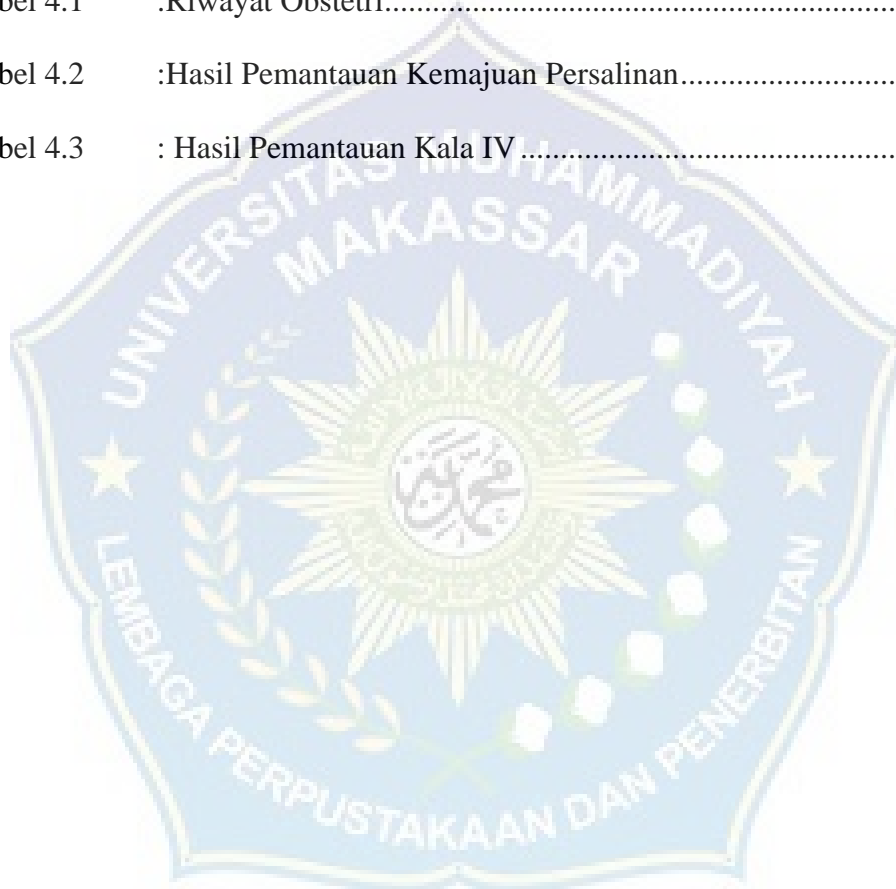 bel 4.1 :Riwayat Obstetri........................................................................
bel 4.2 :Hasil Pemantauan Kemajuan Persalinan............................
bel 4.3 : Hasil Pemantauan Kala IV................................................
UNIVERSITAS MUHAMMADIYAH
MAKASSAR
LEMBAGA PERPUSTAKAAN DAN PENERBITAN